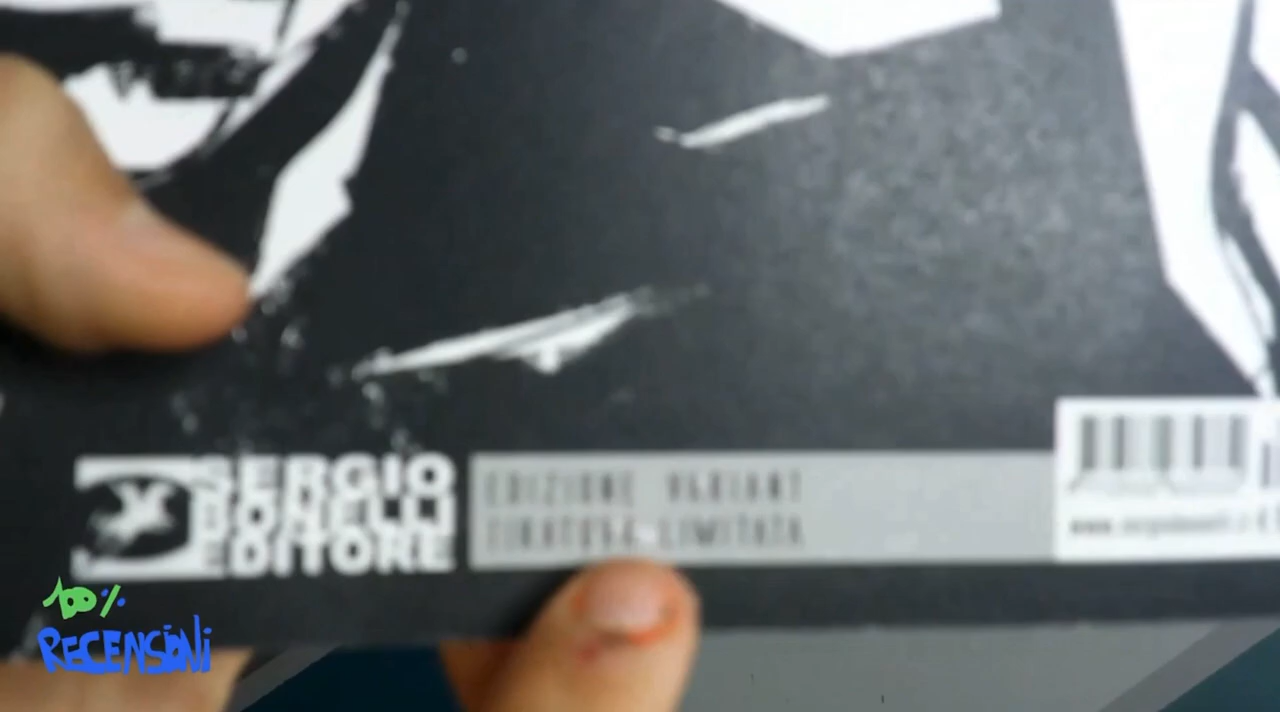 SERGIO
BONELLI
EDITORE
EDIZIONE VARIANT
TIRATURA LIMITATA
100%
RECENSIONI